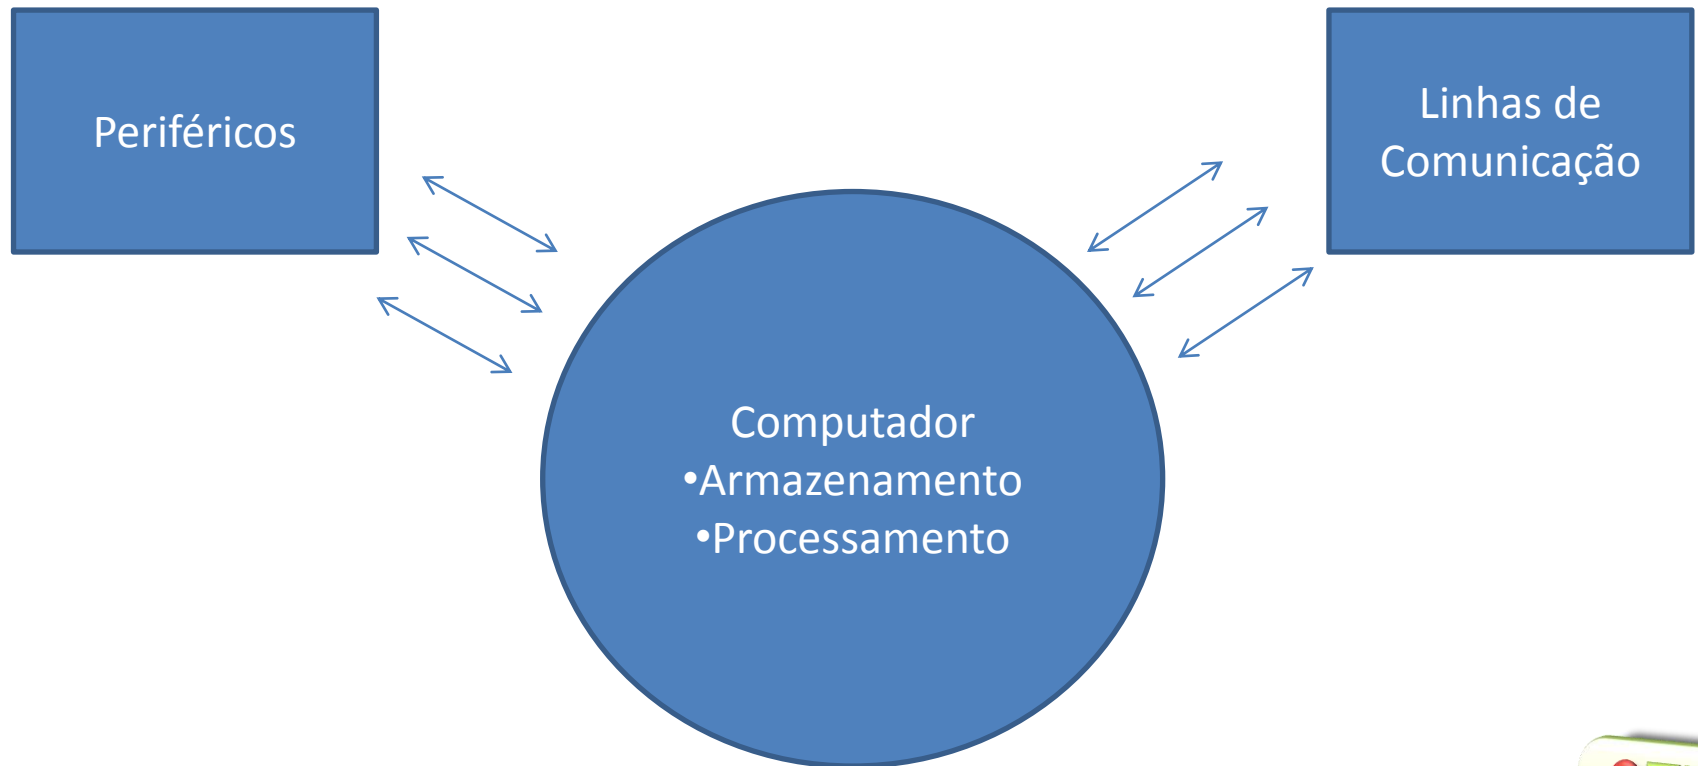 Periféricos
Linhas de
Comunicação
Computador
•Armazenamento
•Processamento